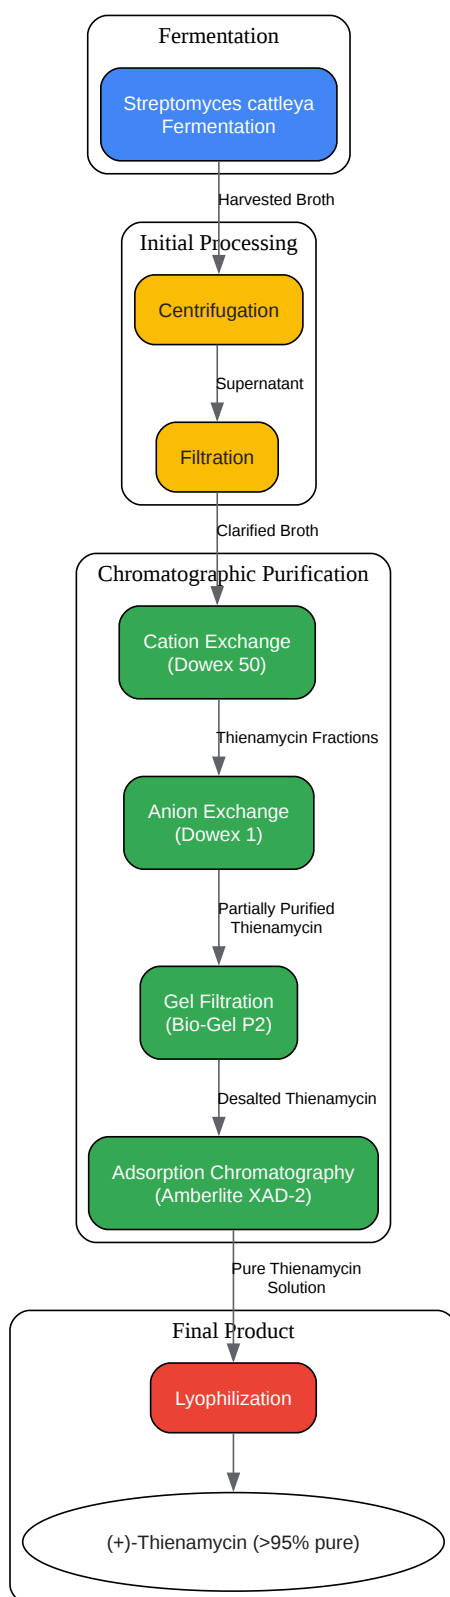 Fermentation
Streptomyces cattleya
Fermentation
Harvested Broth
Initial Processing
Centrifugation
Supernatant
Filtration
Clarified Broth
Chromatographic Purification
Cation Exchange
(Dowex 50)
Thienamycin Fractions
Anion Exchange
(Dowex 1)
Partially Purified
Thienamycin
Gel Filtration
(Bio-Gel P2)
Desalted Thienamycin
Adsorption Chromatography
(Amberlite XAD-2)
Pure Thienamycin
Solution
Final Product
Lyophilization
(+)-Thienamycin (>95% pure)